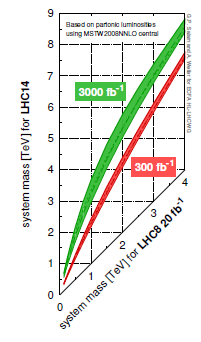 9
8
7
6
5
4
3
2
1
0
system mass [TeV] for LHC14
Based on partonic luminosities
using MSTW2008NNLO central
3000 fb-1
300 fb-1
0
1
2
3
4
system mass [TeV] for LHC8 20 fb-1